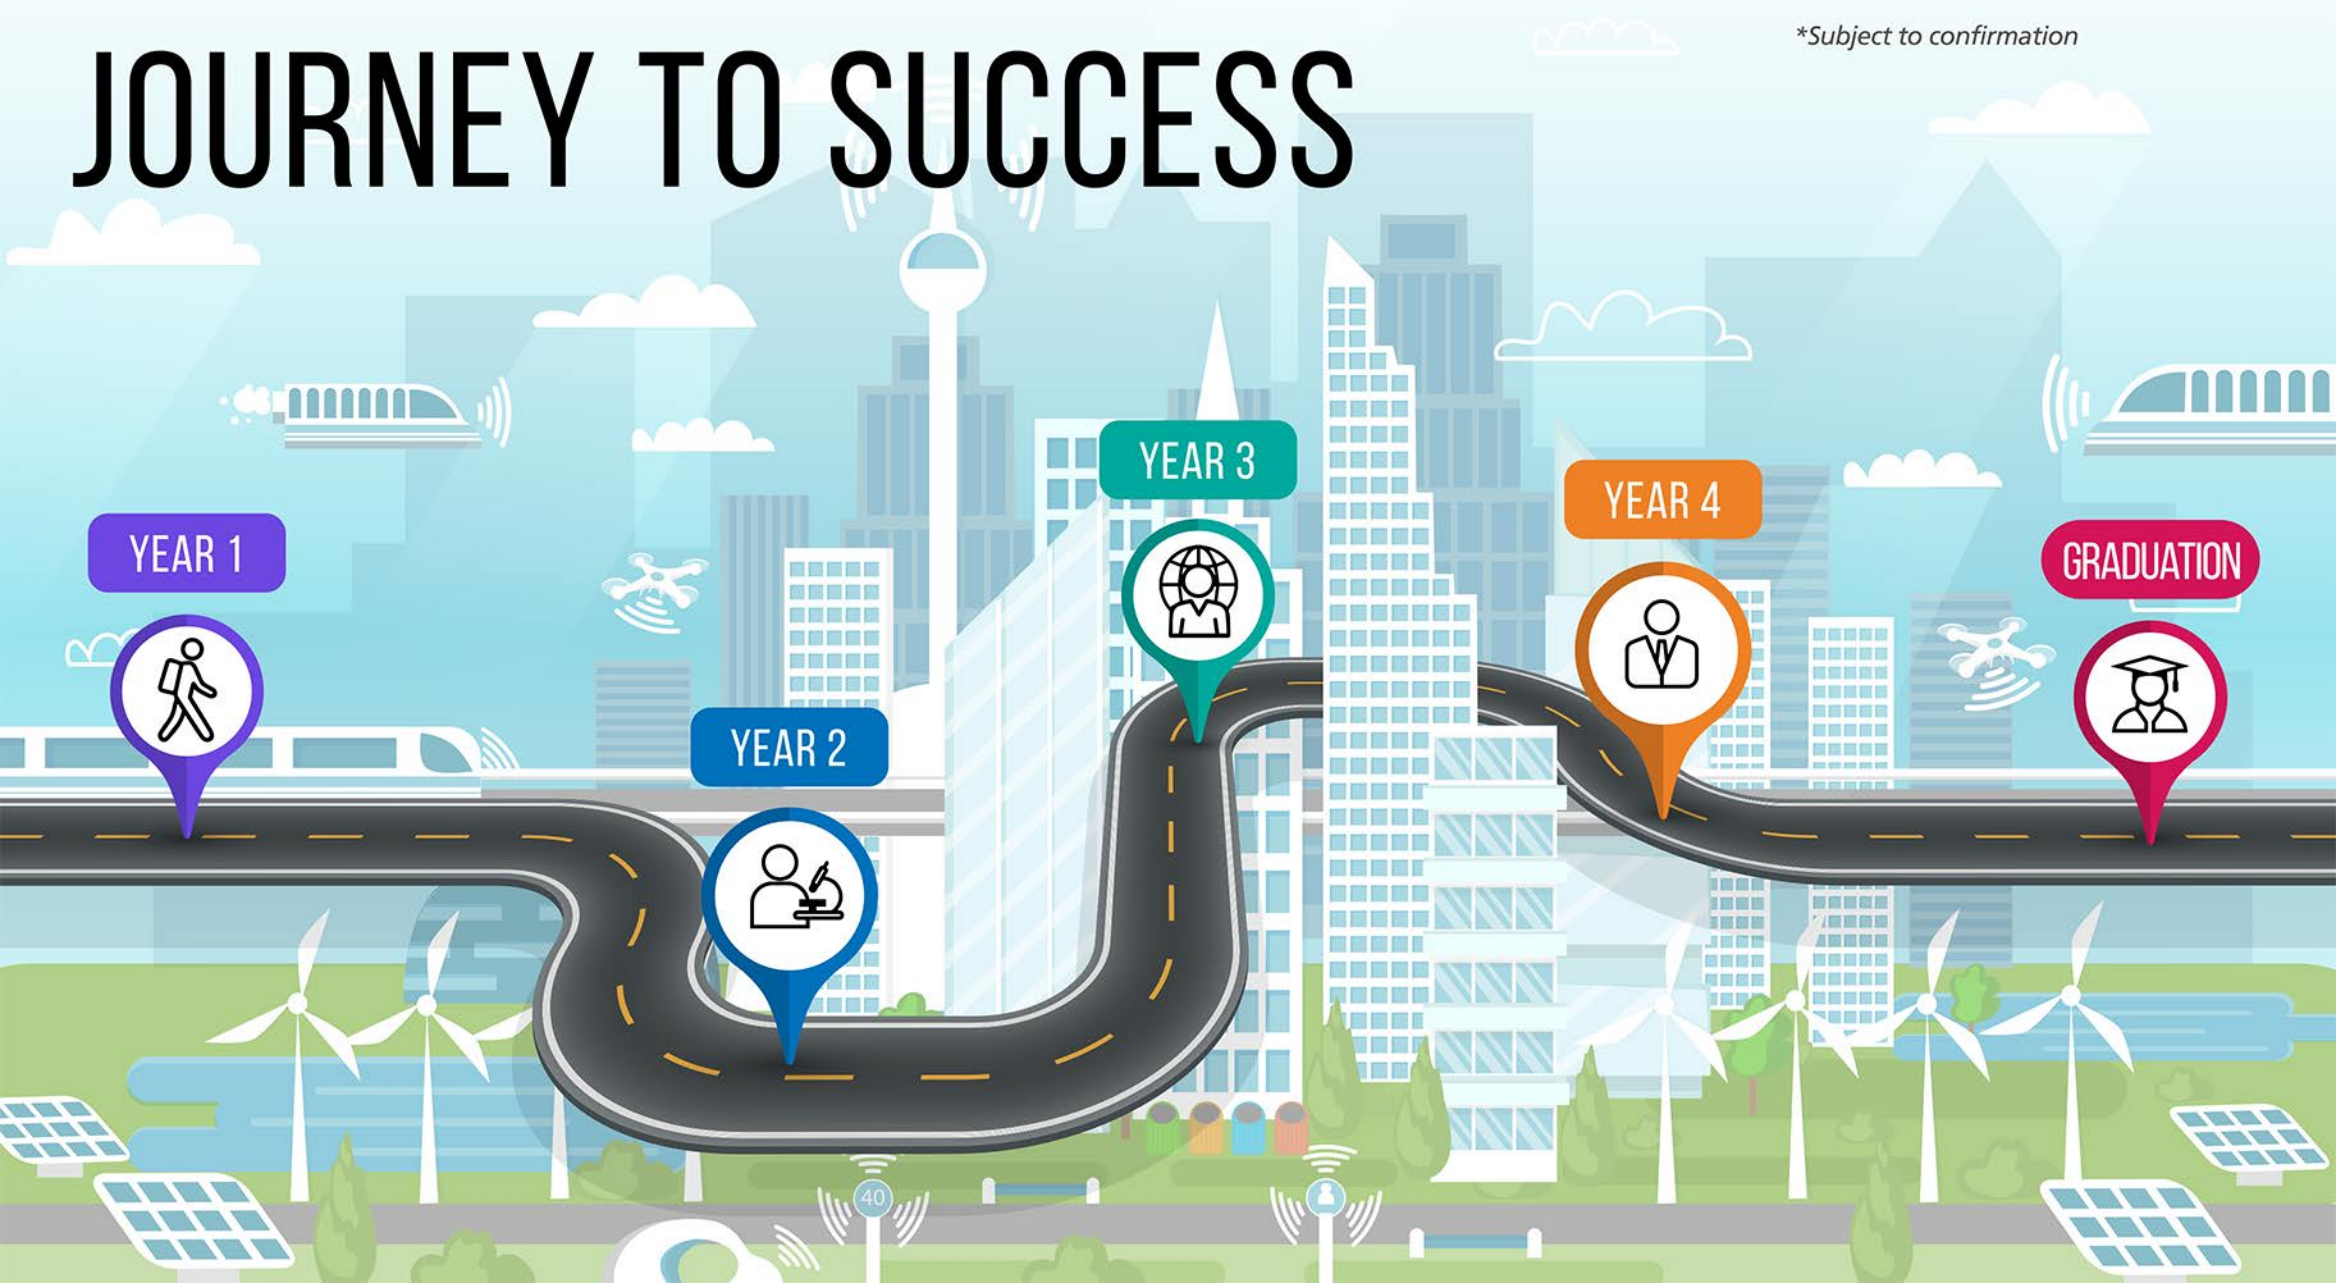 JOURNEY TO SUCCESS
*Subject to confirmation
YEAR 1
YEAR 2
YEAR 3
YEAR 4
GRADUATION
40